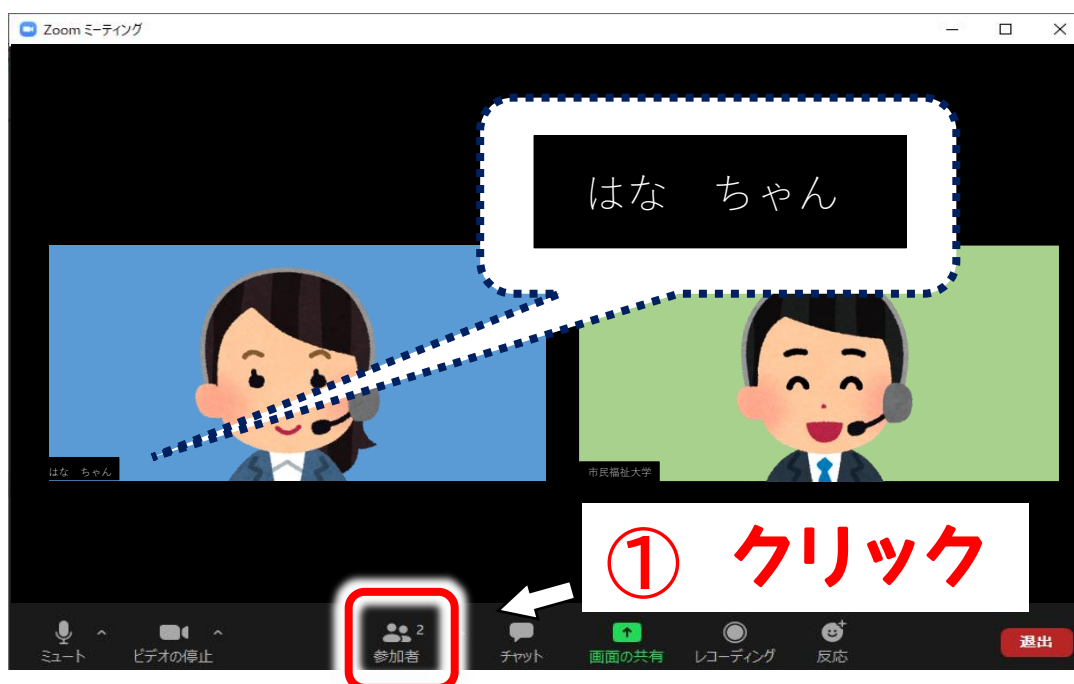 Zoom ミーティング
はな　ちゃん
はな　ちゃん
市民福祉大学
① クリック
ミュート
ビデオの停止
2
参加者
チャット
画面の共有
レコーディング
反応
退出